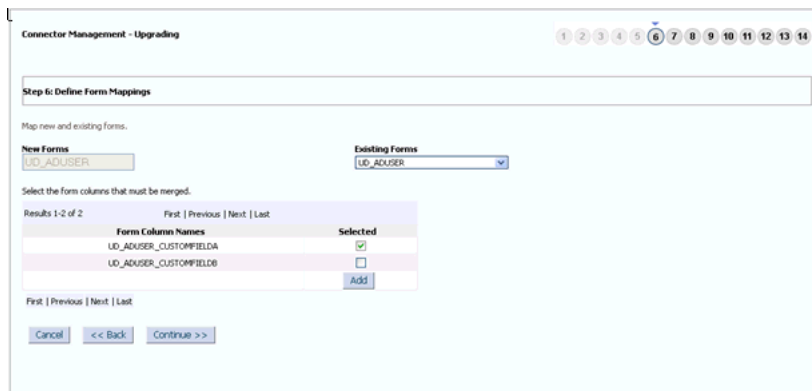 Connector Management - Upgrading
1 2 3 4 5 6 7 8 9 10 11 12 13 14
Step 6: Define Form Mappings
Map new and existing forms.
New Forms Existing Forms
UD_ADUSER UD_ADUSER
Select the form columns that must be merged.
Results 1-2 of 2 First | Previous | Next | Last
Form Column Names Selected
UD_ADUSER_CUSTOMFIELDA
UD_ADUSER_CUSTOMFIELDB
Add
First | Previous | Next | Last
Cancel << Back Continue >>